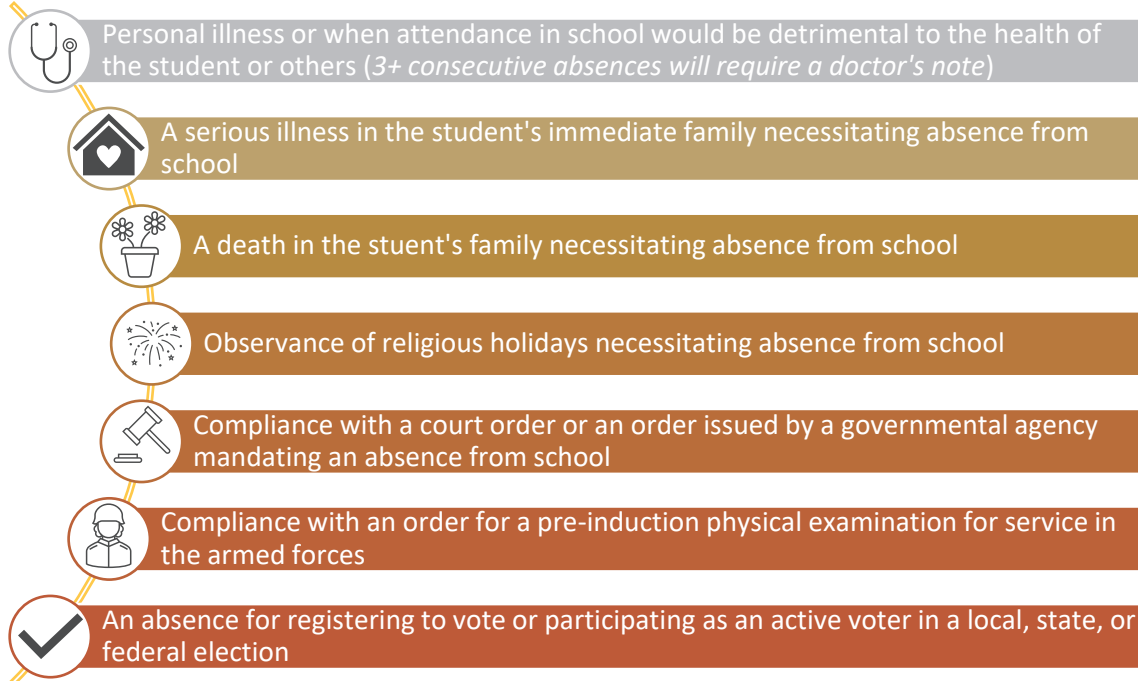 Personal illness or when attendance in school would be detrimental to the health of
the student or others (3+ consecutive absences will require a doctor's note)
A serious illness in the student's immediate family necessitating absence from
school
A death in the stuent's family necessitating absence from school
Observance of religious holidays necessitating absence from school
Compliance with a court order or an order issued by a governmental agency
mandating an absence from school
Compliance with an order for a pre-induction physical examination for service in
the armed forces
An absence for registering to vote or participating as an active voter in a local, state, or
federal election